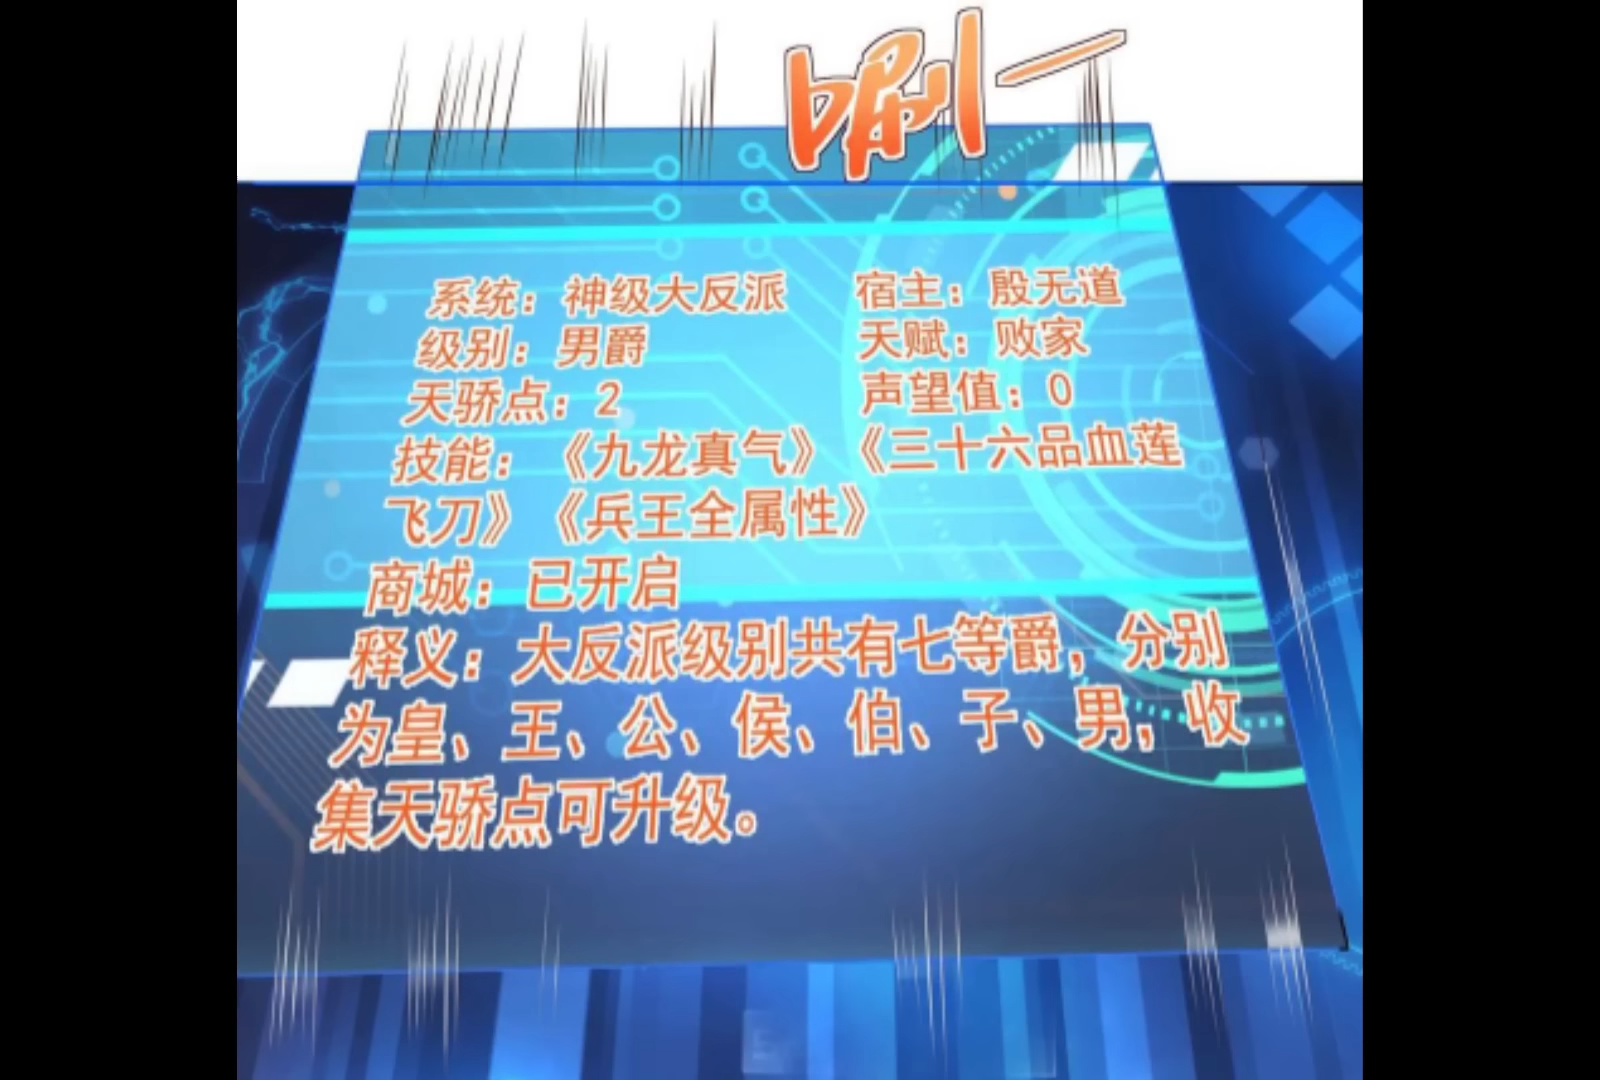 唰一
系统：神级大反派 宿主：殷无道
级别：男爵 天赋：败家
天骄点：2 声望值：0
技能：《九龙真气》《三十六品血莲
飞刀》《兵王全属性》
商城：已开启
释义：大反派级别共有七等爵，分别
为皇、王、公、侯、伯、子、男，收
集天骄点可升级。